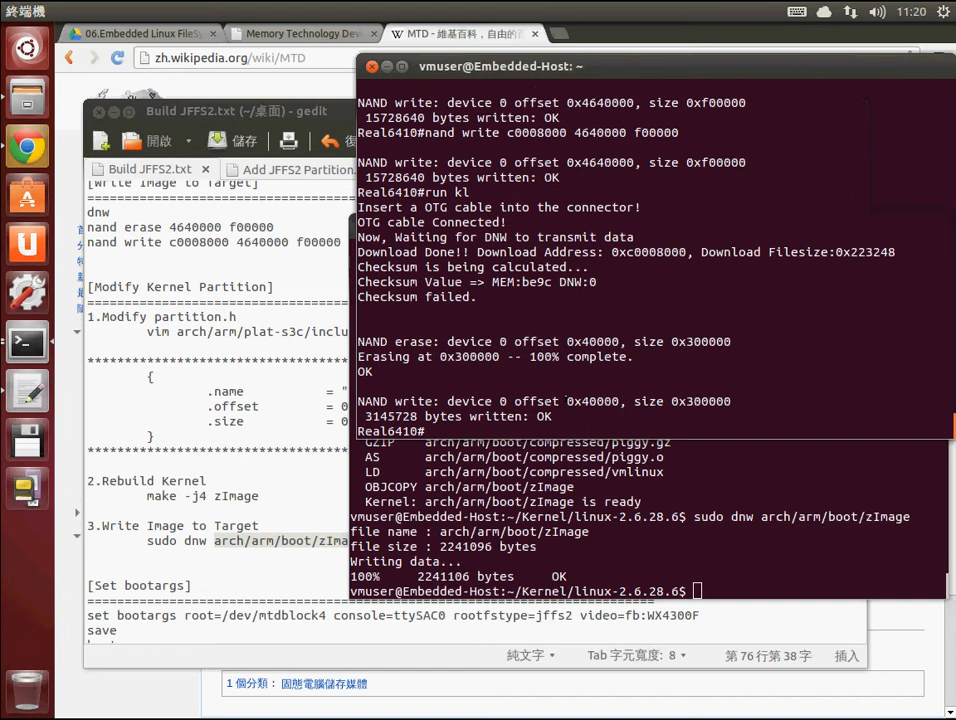 終端機
11:20
06.Embedded Linux FileSy
Memory Technology Dev
MTD - 維基百科，自由的百
zh.wikipedia.org/wiki/MTD
Build JFFS2.txt (~/桌面) - gedit
開啟
儲存
復
Build JFFS2.txt
Add JFFS2 Partition.
[Write Image to Target]
dnw
nand erase 4640000 f00000
nand write c0008000 4640000 f00000
[Modify Kernel Partition]
1.Modify partition.h
vim arch/arm/plat-s3c/inclu
{
.name = "
.offset = 0
.size = 0
}
2.Rebuild Kernel
make -j4 zImage
3.Write Image to Target
sudo dnw arch/arm/boot/zIma
[Set bootargs]
set bootargs root=/dev/mtdblock4 console=ttySAC0 rootfstype=jffs2 video=fb:WX4300F
save
純文字
Tab 字元寬度: 8
第 76 行第 38 字
插入
1 個分類： 固態電腦儲存媒體
vmuser@Embedded-Host: ~
NAND write: device 0 offset 0x4640000, size 0xf00000
15728640 bytes written: OK
Real6410#nand write c0008000 4640000 f00000
NAND write: device 0 offset 0x4640000, size 0xf00000
15728640 bytes written: OK
Real6410#run kl
Insert a OTG cable into the connector!
OTG cable Connected!
Now, Waiting for DNW to transmit data
Download Done!! Download Address: 0xc0008000, Download Filesize:0x223248
Checksum is being calculated...
Checksum Value => MEM:be9c DNW:0
Checksum failed.
NAND erase: device 0 offset 0x40000, size 0x300000
Erasing at 0x300000 -- 100% complete.
OK
NAND write: device 0 offset 0x40000, size 0x300000
3145728 bytes written: OK
Real6410#
GZIP arch/arm/boot/compressed/piggy.gz
AS arch/arm/boot/compressed/piggy.o
LD arch/arm/boot/compressed/vmlinux
OBJCOPY arch/arm/boot/zImage
Kernel: arch/arm/boot/zImage is ready
vmuser@Embedded-Host:~/Kernel/linux-2.6.28.6$ sudo dnw arch/arm/boot/zImage
file name : arch/arm/boot/zImage
file size : 2241096 bytes
Writing data...
100% 2241106 bytes OK
vmuser@Embedded-Host:~/Kernel/linux-2.6.28.6$